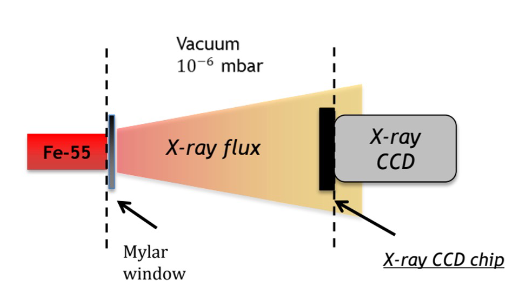 Vacuum
10⁻⁶ mbar
Fe-55
X-ray flux
X-ray
CCD
Mylar
window
X-ray CCD chip